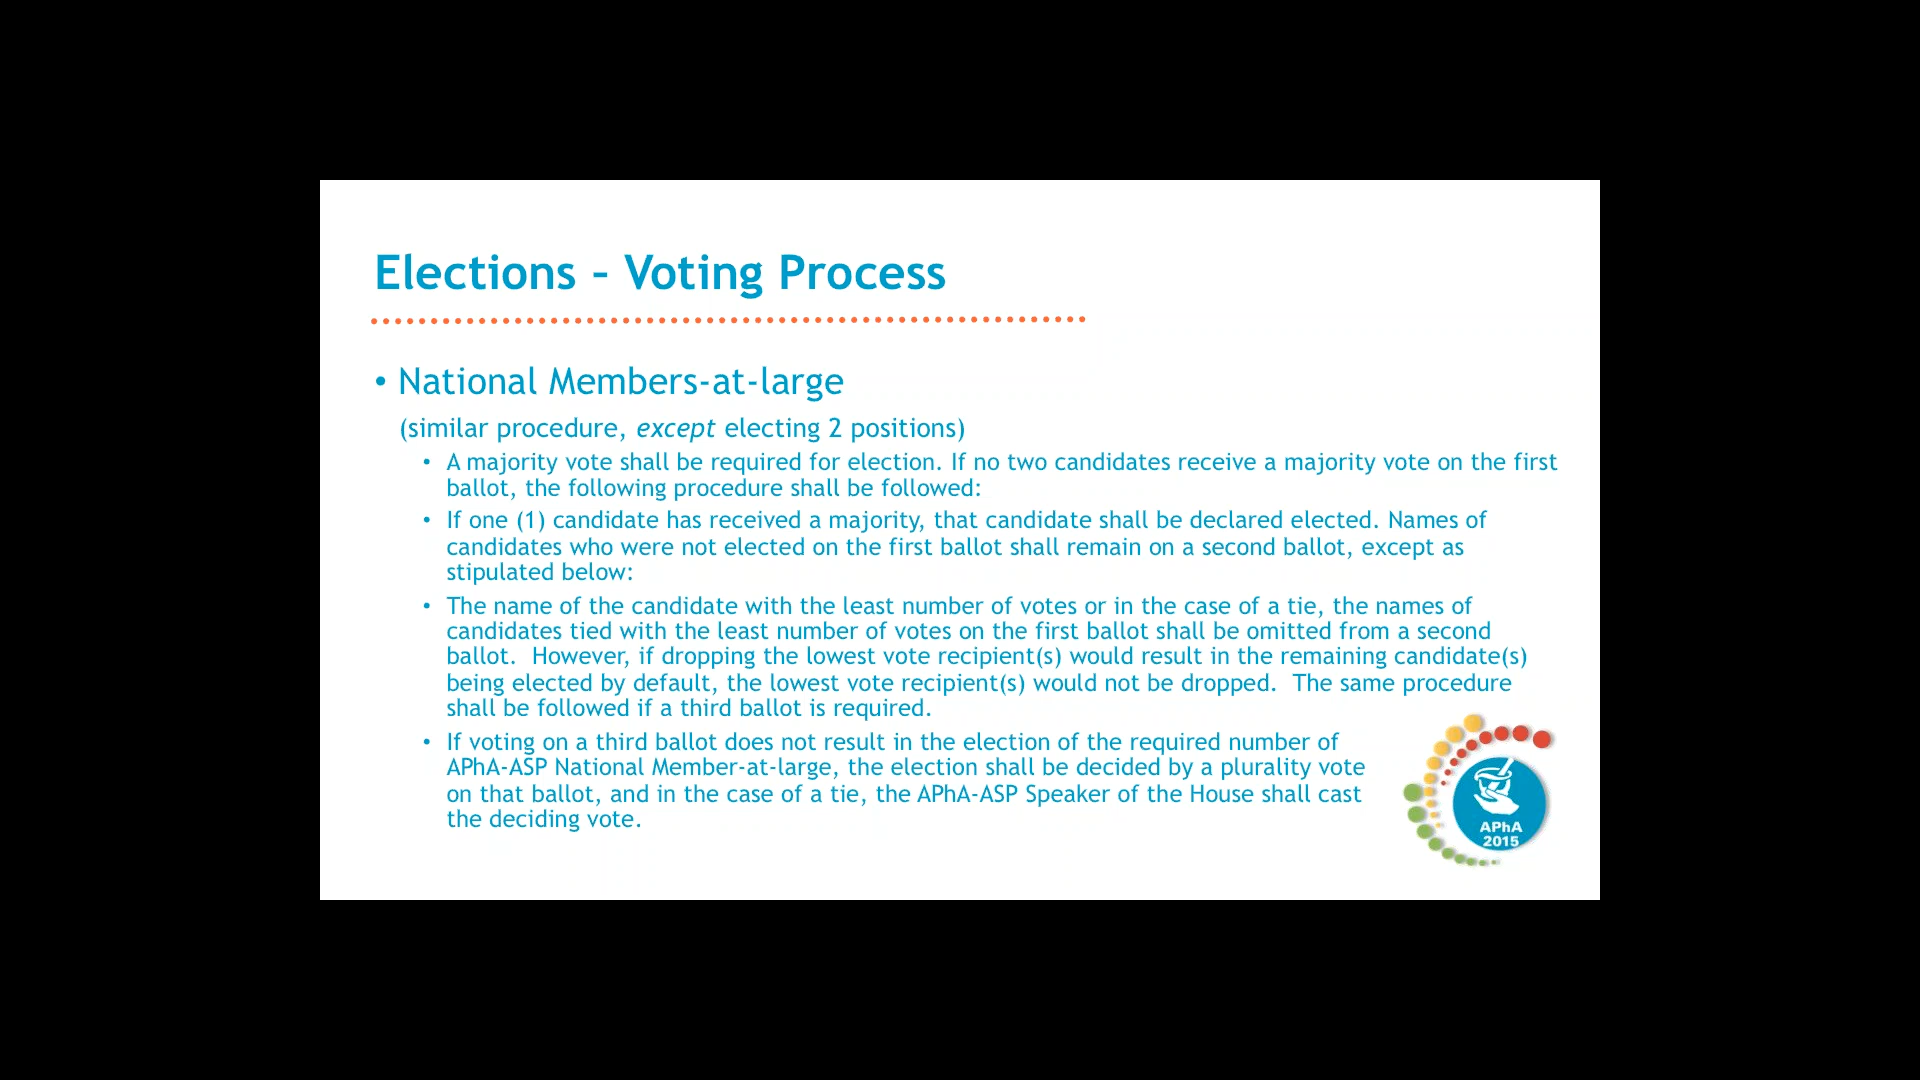 Elections – Voting Process
• National Members-at-large
(similar procedure, except electing 2 positions)
• A majority vote shall be required for election. If no two candidates receive a majority vote on the first
ballot, the following procedure shall be followed:
• If one (1) candidate has received a majority, that candidate shall be declared elected. Names of
candidates who were not elected on the first ballot shall remain on a second ballot, except as
stipulated below:
• The name of the candidate with the least number of votes or in the case of a tie, the names of
candidates tied with the least number of votes on the first ballot shall be omitted from a second
ballot.  However, if dropping the lowest vote recipient(s) would result in the remaining candidate(s)
being elected by default, the lowest vote recipient(s) would not be dropped.  The same procedure
shall be followed if a third ballot is required.
• If voting on a third ballot does not result in the election of the required number of
APhA-ASP National Member-at-large, the election shall be decided by a plurality vote
on that ballot, and in the case of a tie, the APhA-ASP Speaker of the House shall cast
the deciding vote.
APhA
2015